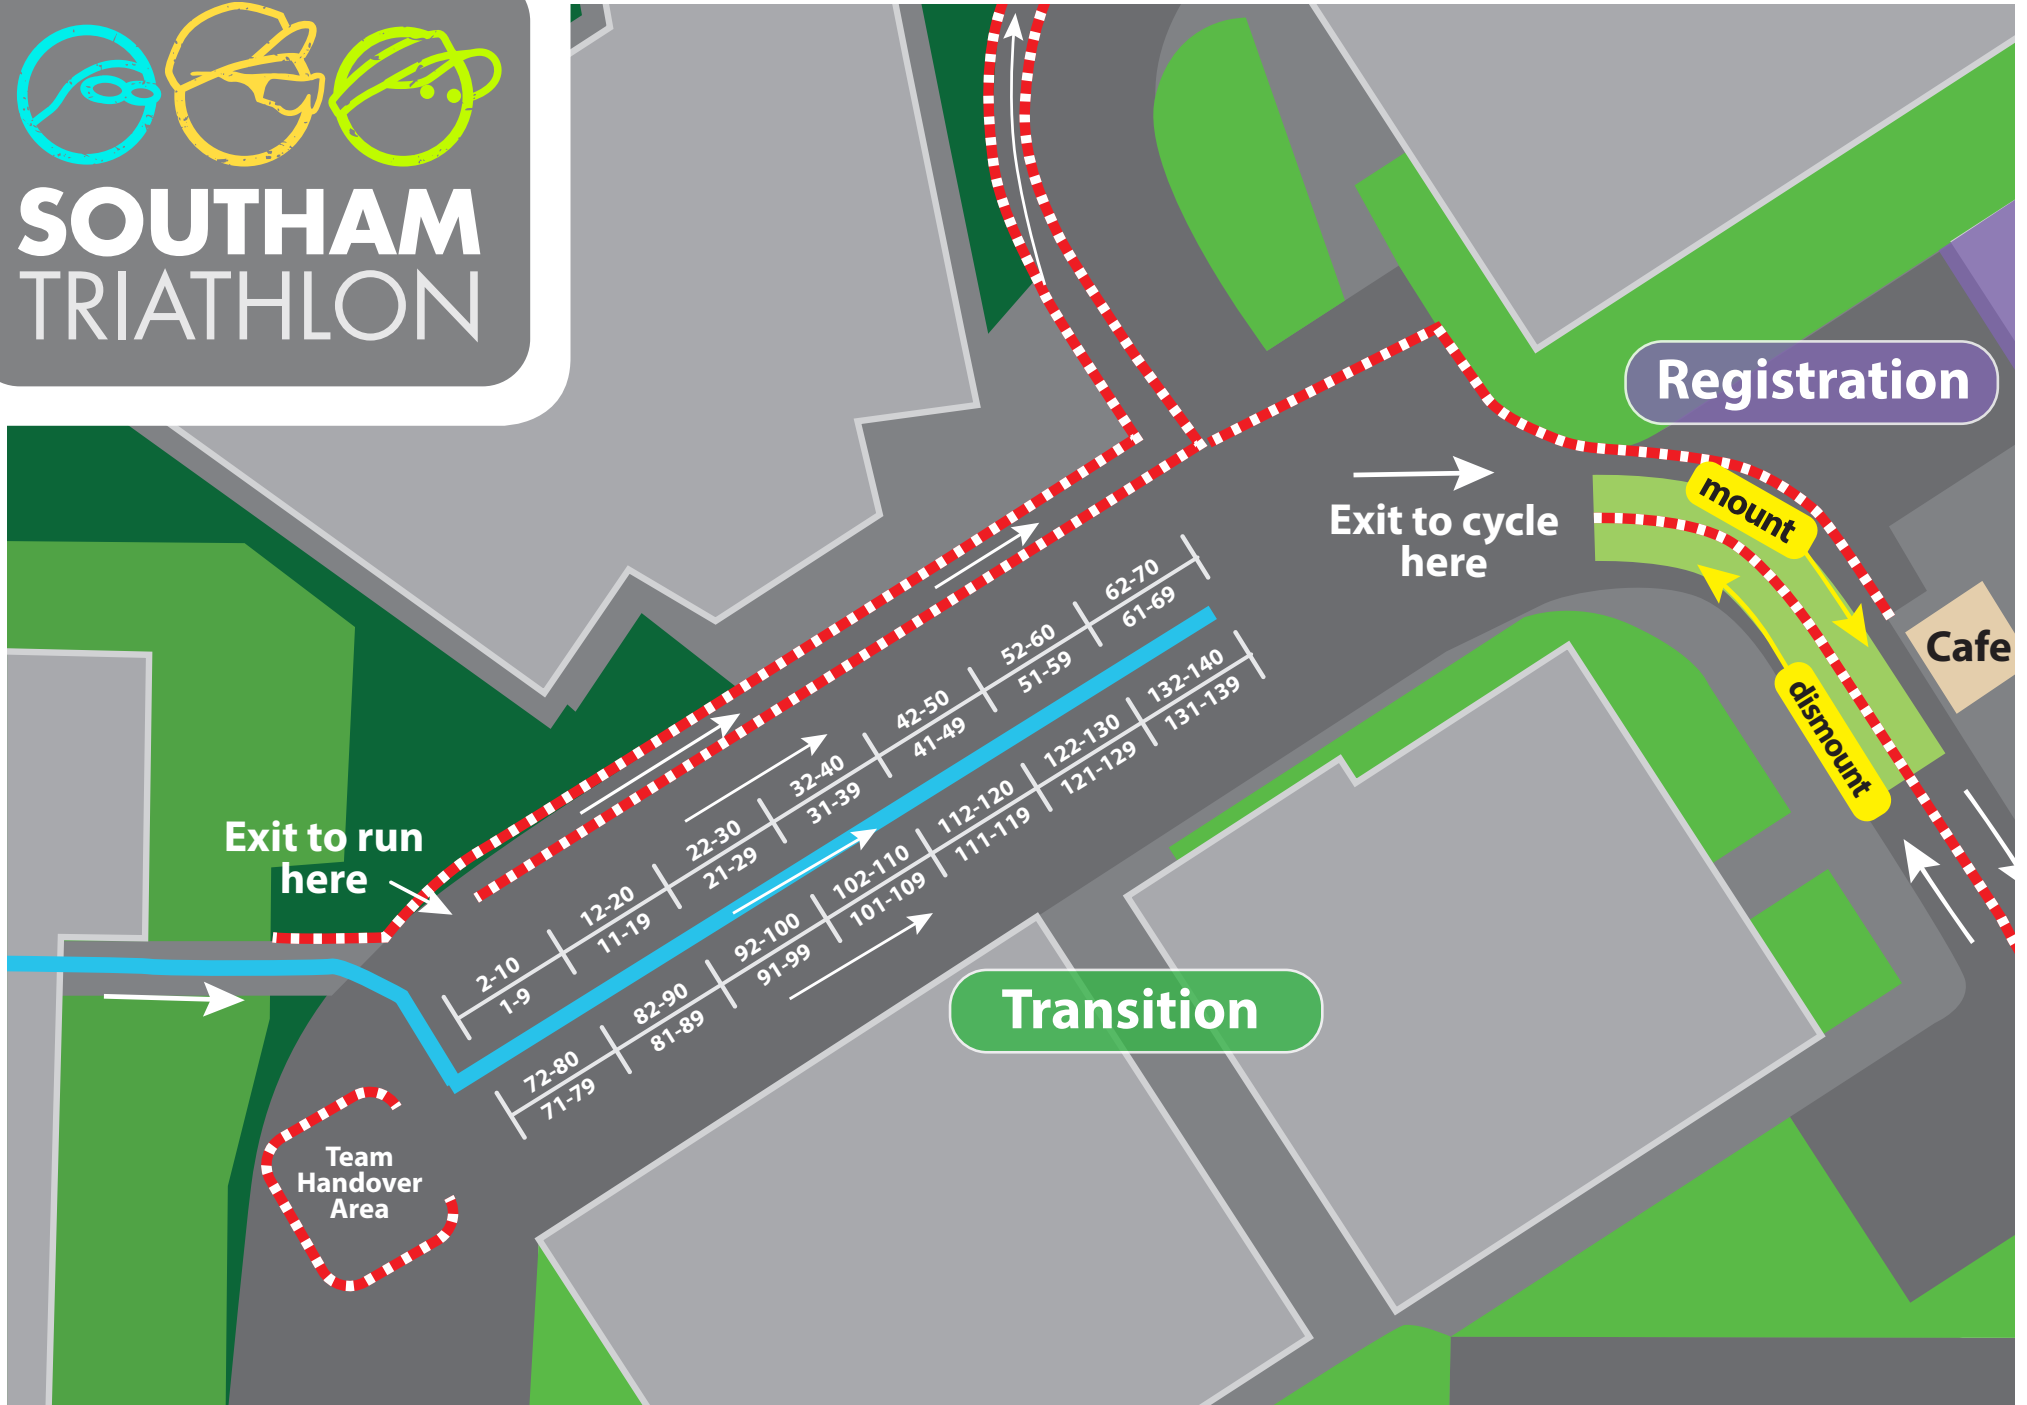 SOUTHAM
TRIATHLON
Registration
mount
Exit to cycle
here
Cafe
dismount
62-70
61-69
52-60
51-59
42-50
41-49
32-40
31-39
22-30
21-29
12-20
11-19
2-10
1-9
132-140
131-139
122-130
121-129
112-120
111-119
102-110
101-109
92-100
91-99
82-90
81-89
72-80
71-79
Exit to run
here
Transition
Team
Handover
Area